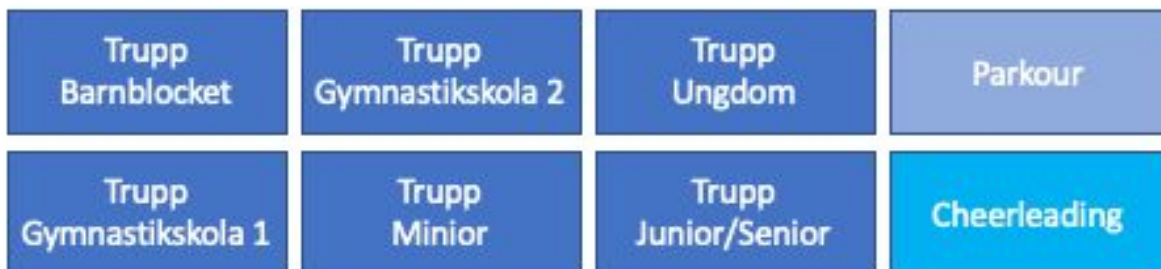 Trupp
Barnblocket
Trupp
Gymnastikskola 2
Trupp
Ungdom
Parkour
Trupp
Gymnastikskola 1
Trupp
Minior
Trupp
Junior/Senior
Cheerleading